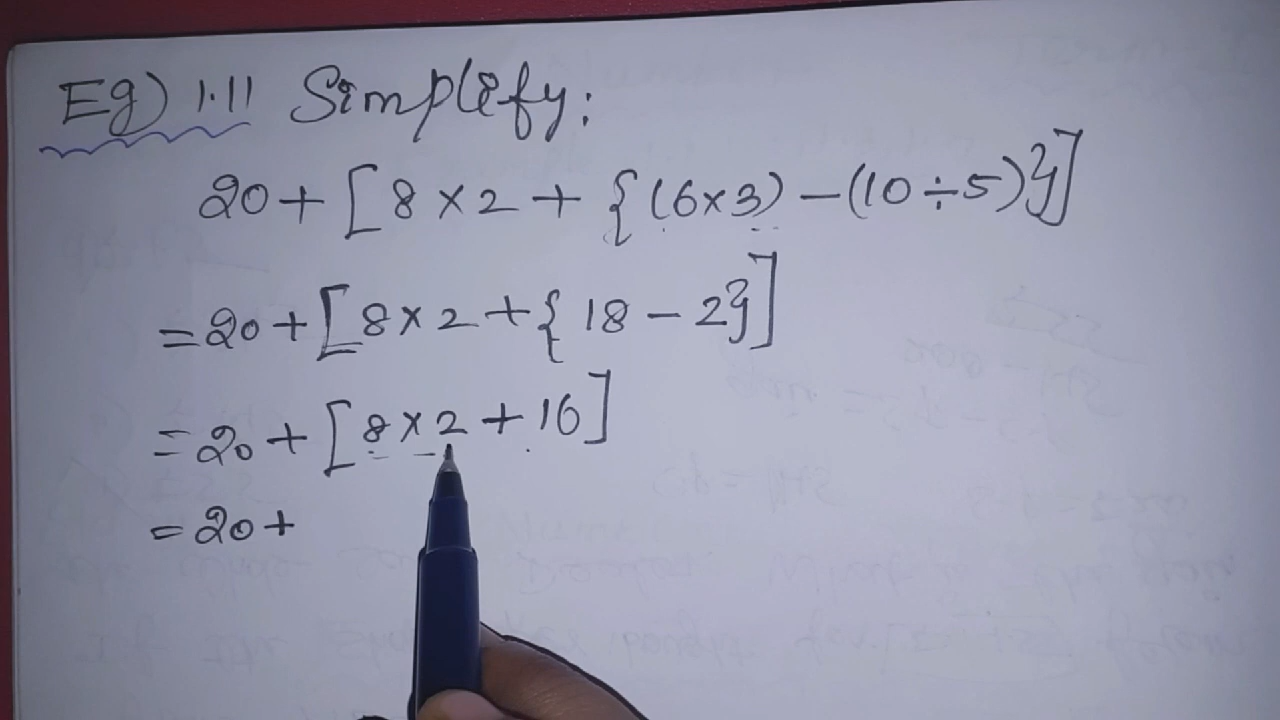 Eg) 1.11 Simplify:
20 + [8 × 2 + {(6×3) − (10 ÷ 5)}]
= 20 + [8 × 2 + { 18 − 2}]
= 20 + [8 × 2 + 16]
= 20 +